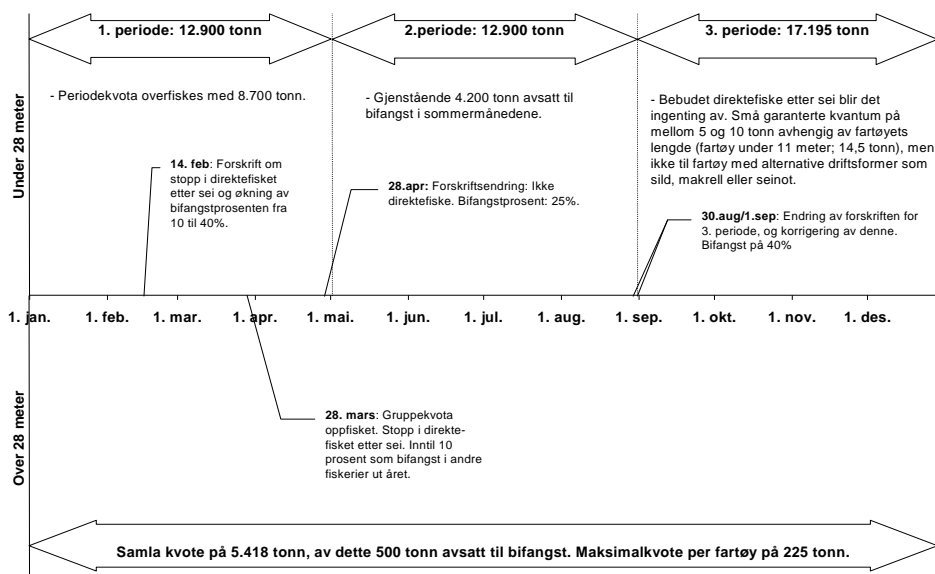 1. periode: 12.900 tonn
2.periode: 12.900 tonn
3. periode: 17.195 tonn
Under 28 meter
- Periodekvota overfiskes med 8.700 tonn.
- Gjenstående 4.200 tonn avsatt til
bifangst i sommermånedene.
- Bebudet direktefiske etter sei blir det
ingenting av. Små garanterte kvantum på
mellom 5 og 10 tonn avhengig av fartøyets
lengde (fartøy under 11 meter; 14,5 tonn), men
ikke til fartøy med alternative driftsformer som
sild, makrell eller seinot.
14. feb: Forskrift om
stopp i direktefisket
etter sei og økning av
bifangstprosenten fra
10 til 40%.
28.apr: Forskriftsendring: Ikke
direktefiske. Bifangstprosent: 25%.
30.aug/1.sep: Endring av forskriften for
3. periode, og korrigering av denne.
Bifangst på 40%
1. jan. 1. feb. 1. mar. 1. apr. 1. mai. 1. jun. 1. jul. 1. aug. 1. sep. 1. okt. 1. nov. 1. des.
Over 28 meter
28. mars: Gruppekvota
oppfisket. Stopp i direkte-
fisket etter sei. Inntil 10
prosent som bifangst i andre
fiskerier ut året.
Samla kvote på 5.418 tonn, av dette 500 tonn avsatt til bifangst. Maksimalkvote per fartøy på 225 tonn.